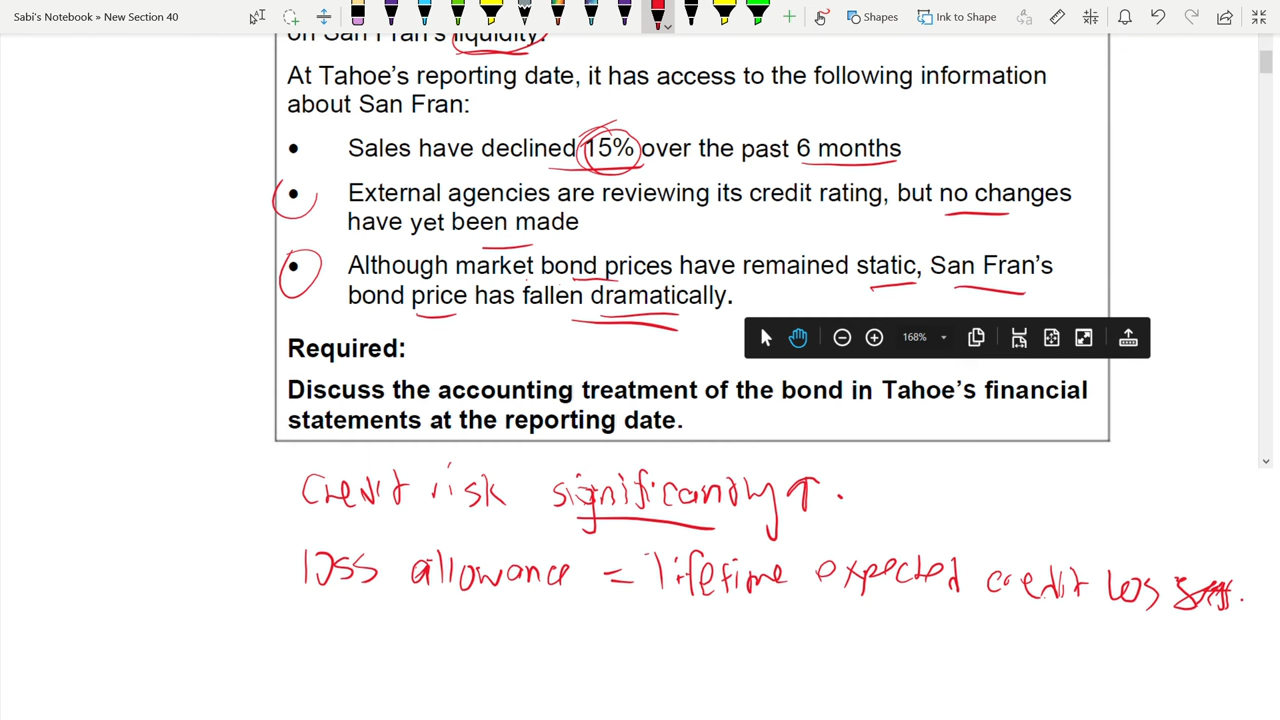 Sabi's Notebook » New Section 40
Shapes
Ink to Shape
on San Fran's liquidity.
At Tahoe's reporting date, it has access to the following information
about San Fran:
• Sales have declined 15% over the past 6 months
• External agencies are reviewing its credit rating, but no changes
have yet been made
• Although market bond prices have remained static, San Fran's
bond price has fallen dramatically.
168%
Required:
Discuss the accounting treatment of the bond in Tahoe's financial
statements at the reporting date.
Credit risk significantly ↑.
loss allowance = lifetime expected credit